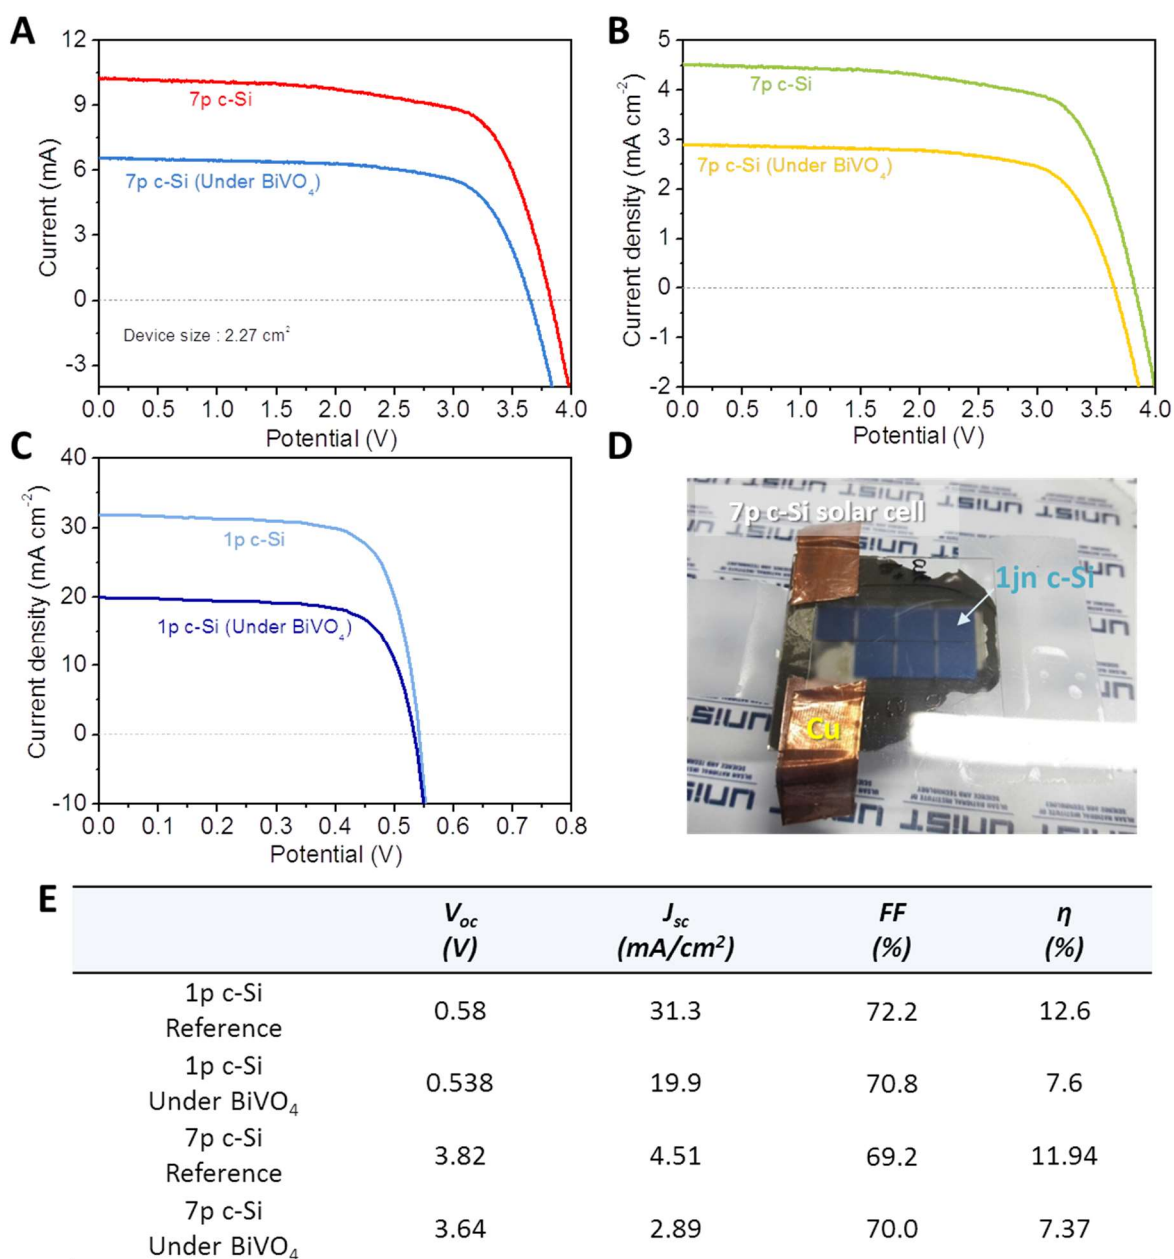 A
12
9
6
3
0
-3
Current (mA)
7p c-Si
7p c-Si (Under BiVO4)
Device size : 2.27 cm2
0.0 0.5 1.0 1.5 2.0 2.5 3.0 3.5 4.0
Potential (V)
B
5
4
3
2
1
0
-1
-2
Current density (mA cm-2)
7p c-Si
7p c-Si (Under BiVO4)
0.0 0.5 1.0 1.5 2.0 2.5 3.0 3.5 4.0
Potential (V)
C
40
30
20
10
0
-10
Current density (mA cm-2)
1p c-Si
1p c-Si (Under BiVO4)
0.0 0.1 0.2 0.3 0.4 0.5 0.6 0.7 0.8
Potential (V)
D
UNIST
7p c-Si solar cell
1jn c-Si
Cu
UNIST
E
Voc Jsc FF η
(V) (mA/cm2) (%) (%)
1p c-Si
Reference
0.58 31.3 72.2 12.6
1p c-Si
Under BiVO4
0.538 19.9 70.8 7.6
7p c-Si
Reference
3.82 4.51 69.2 11.94
7p c-Si
Under BiVO4
3.64 2.89 70.0 7.37